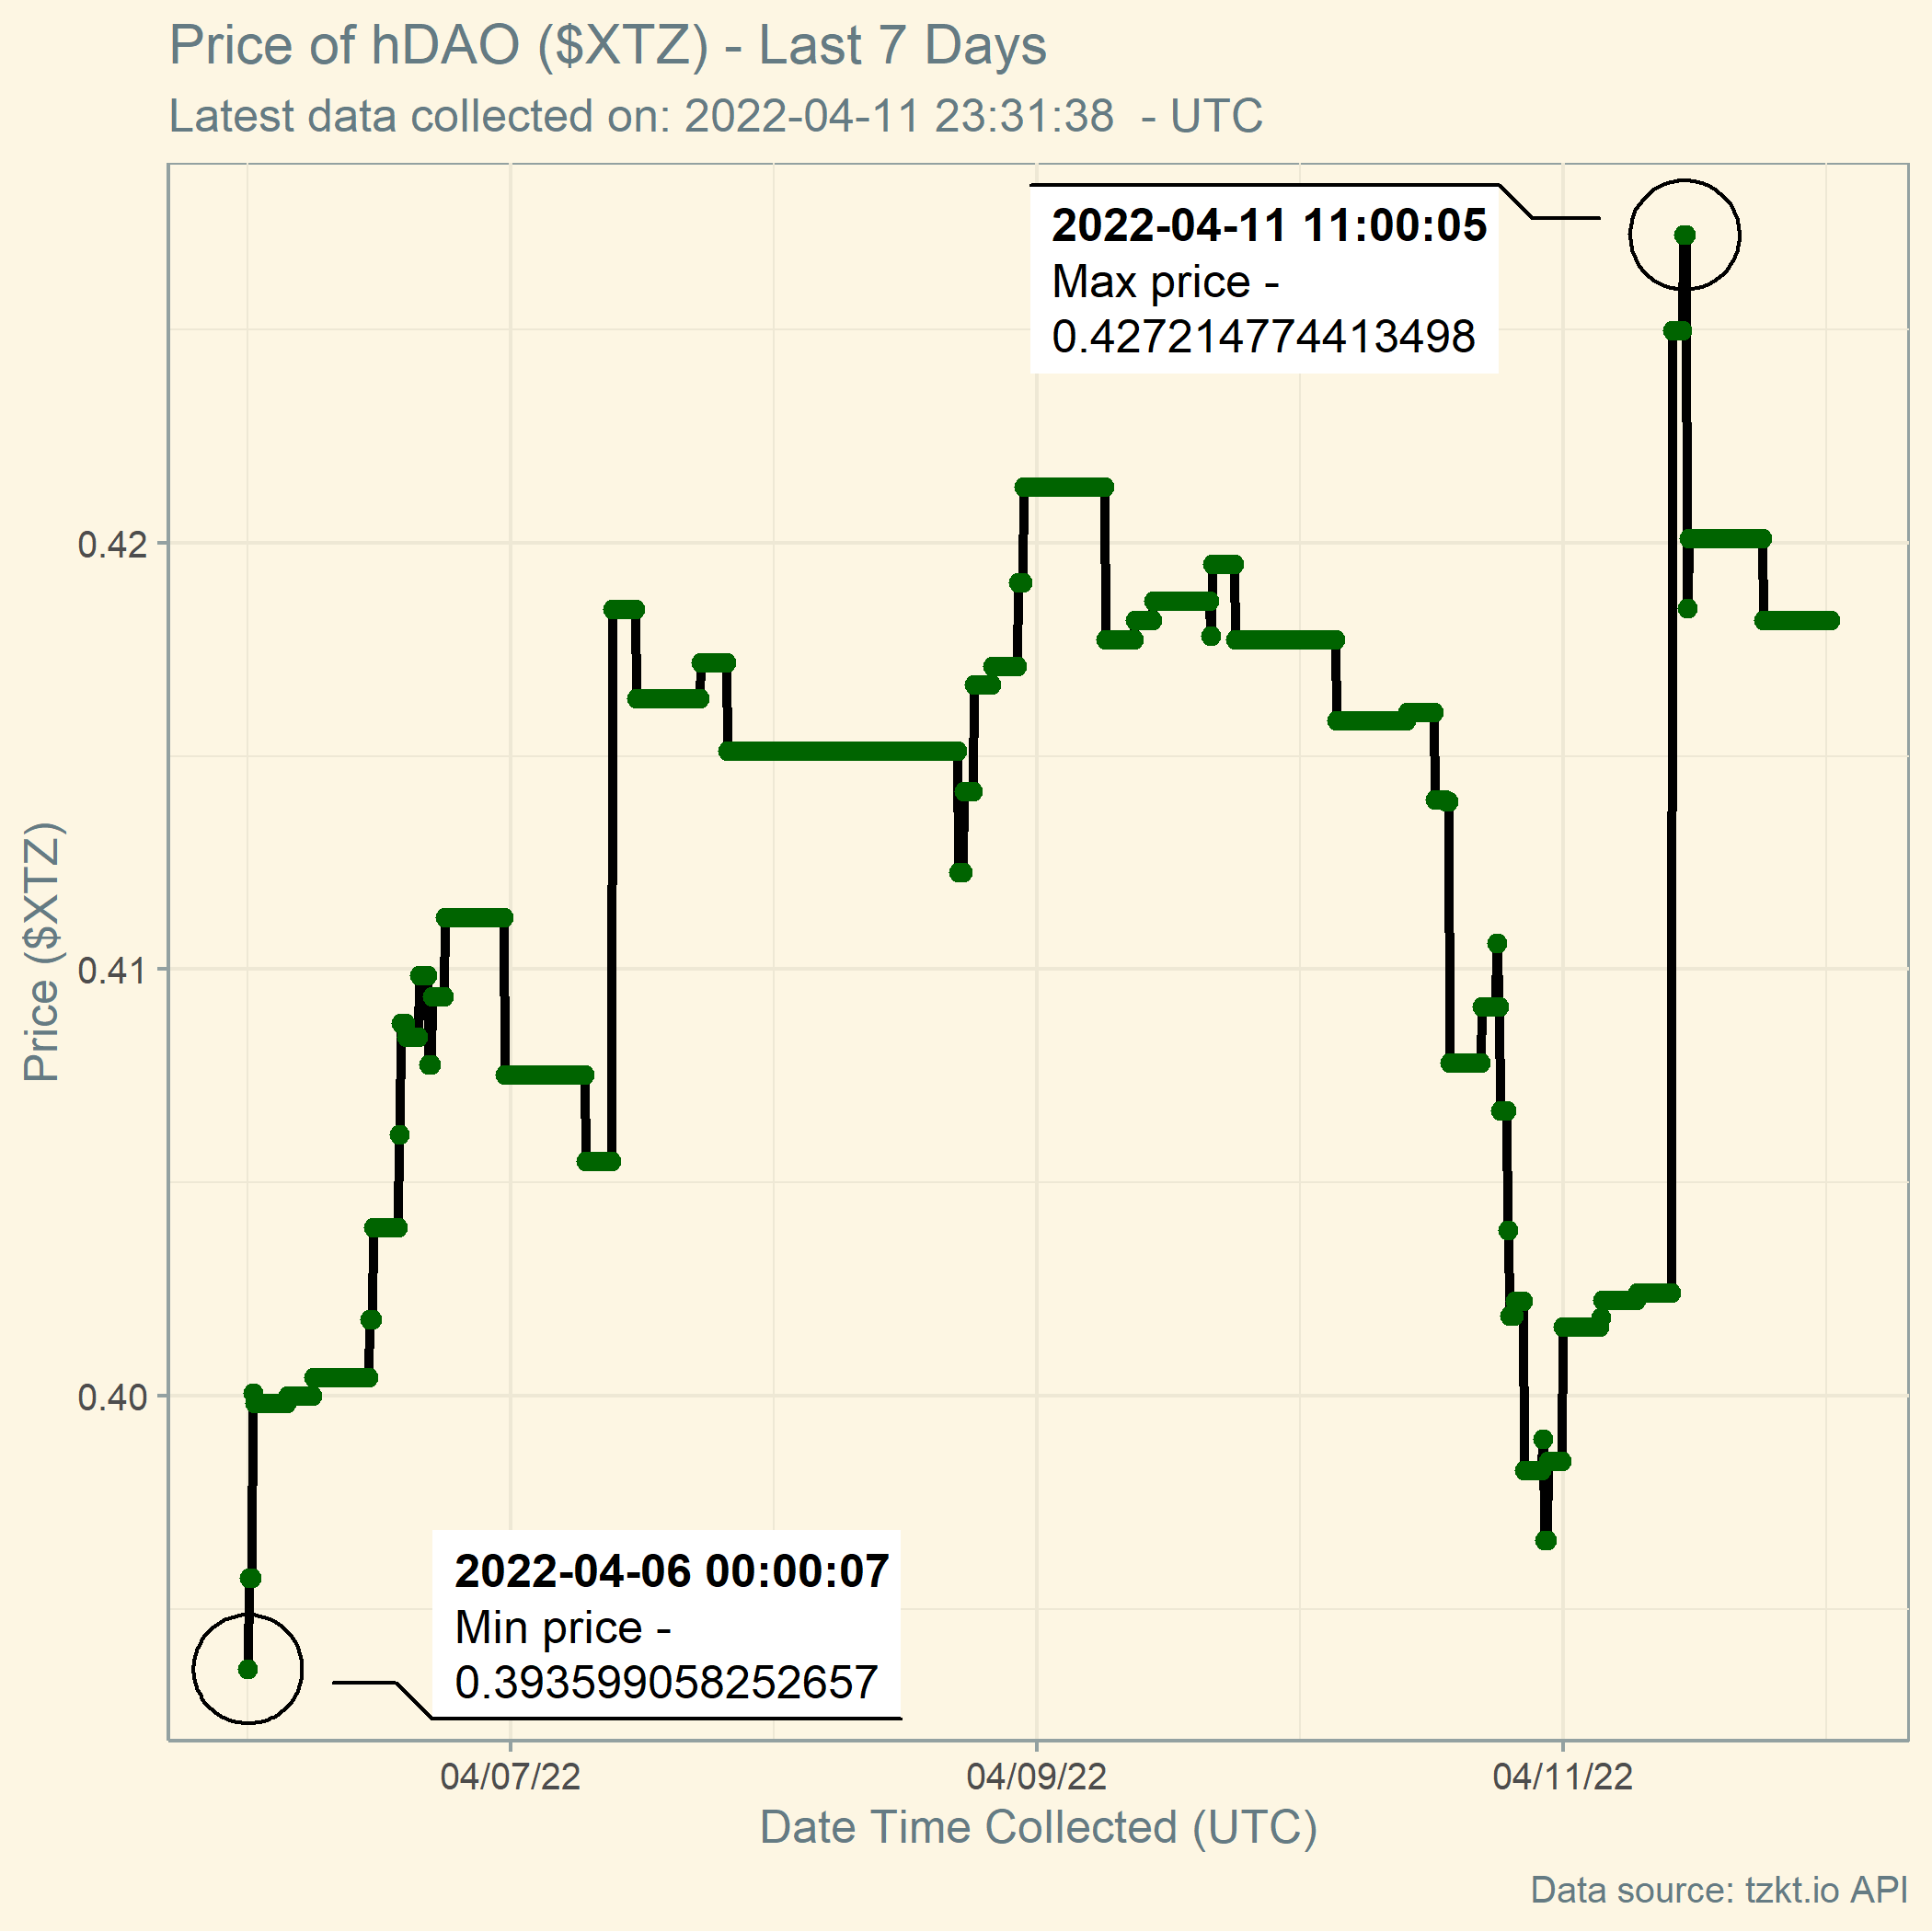 Price of hDAO ($XTZ) - Last 7 Days
Latest data collected on: 2022-04-11 23:31:38  - UTC
2022-04-11 11:00:05
Max price -
0.427214774413498
0.42
0.41
0.40
Price ($XTZ)
2022-04-06 00:00:07
Min price -
0.393599058252657
04/07/22
04/09/22
04/11/22
Date Time Collected (UTC)
Data source: tzkt.io API